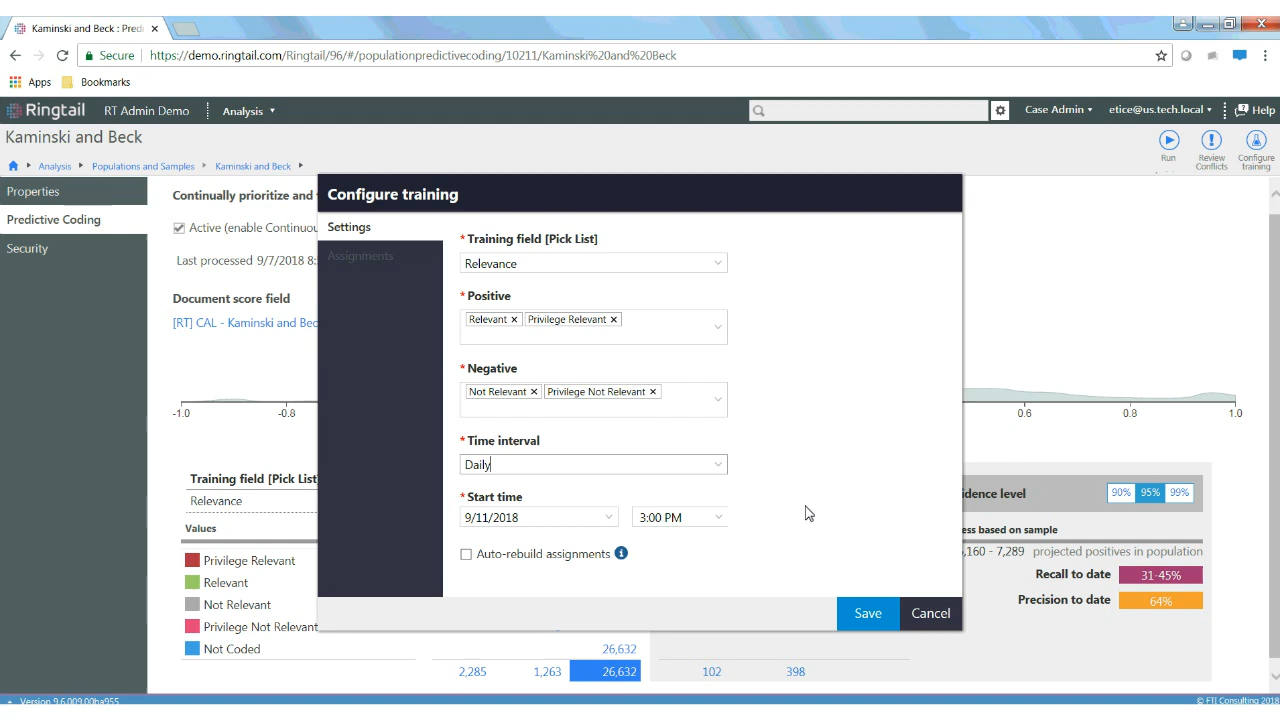 Kaminski and Beck : Predi
Secure https://demo.ringtail.com/Ringtail/96/#/populationpredictivecoding/10211/Kaminski%20and%20Beck
Apps Bookmarks
Ringtail RT Admin Demo Analysis Case Admin etice@us.tech.local Help
Kaminski and Beck
Run Review Conflicts Configure training
Analysis Populations and Samples Kaminski and Beck
Properties
Predictive Coding
Security
Continually prioritize and
Active (enable Continuou
Last processed 9/7/2018 8:
Document score field
[RT] CAL - Kaminski and Bec
-1.0 -0.8 0.6 0.8 1.0
Training field [Pick List
Relevance
Values
Privilege Relevant
Relevant
Not Relevant
Privilege Not Relevant
Not Coded 26,632
2,285 1,263 26,632 102 398
Configure training
Settings
Assignments
*Training field [Pick List]
Relevance
*Positive
Relevant × Privilege Relevant ×
*Negative
Not Relevant × Privilege Not Relevant ×
*Time interval
Daily
*Start time
9/11/2018 3:00 PM
Auto-rebuild assignments
Save Cancel
idence level 90% 95% 99%
ess based on sample
,160 - 7,289 projected positives in population
Recall to date 31-45%
Precision to date 64%
Version 9.6.009.00ba955 © FTI Consulting 2018